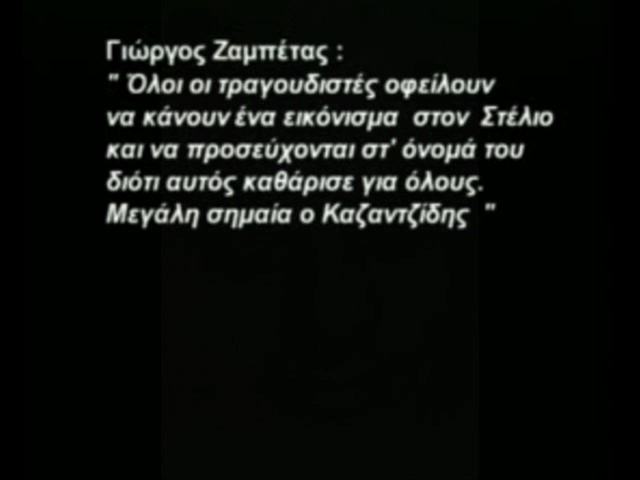 Γιώργος Ζαμπέτας :
" Όλοι οι τραγουδιστές οφείλουν
να κάνουν ένα εικόνισμα στον Στέλιο
και να προσεύχονται στ' όνομά του
διότι αυτός καθάρισε για όλους.
Μεγάλη σημαία ο Καζαντζίδης "